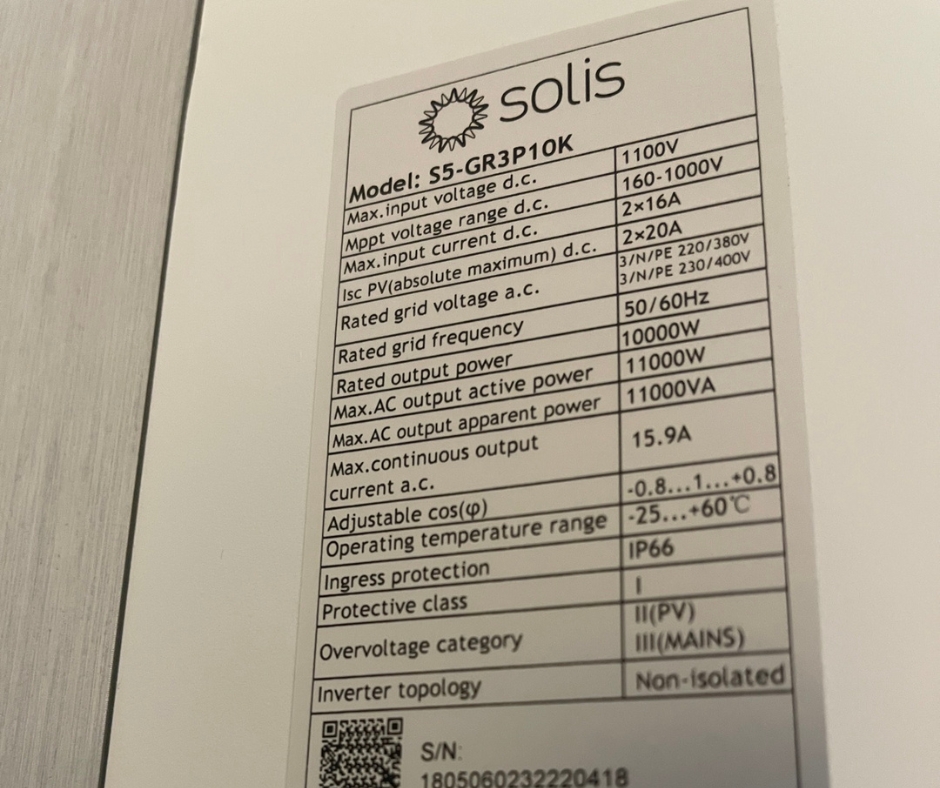 solis
Model: S5-GR3P10K
Max.input voltage d.c. 1100V
Mppt voltage range d.c. 160-1000V
Max.input current d.c. 2×16A
Isc PV(absolute maximum) d.c. 2×20A
Rated grid voltage a.c. 3/N/PE 220/380V
3/N/PE 230/400V
Rated grid frequency 50/60Hz
Rated output power 10000W
Max.AC output active power 11000W
Max.AC output apparent power 11000VA
Max.continuous output
current a.c. 15.9A
Adjustable cos(φ) -0.8...1...+0.8
Operating temperature range -25...+60℃
Ingress protection IP66
Protective class I
Overvoltage category II(PV)
III(MAINS)
Inverter topology Non-isolated
S/N:
1805060232220418